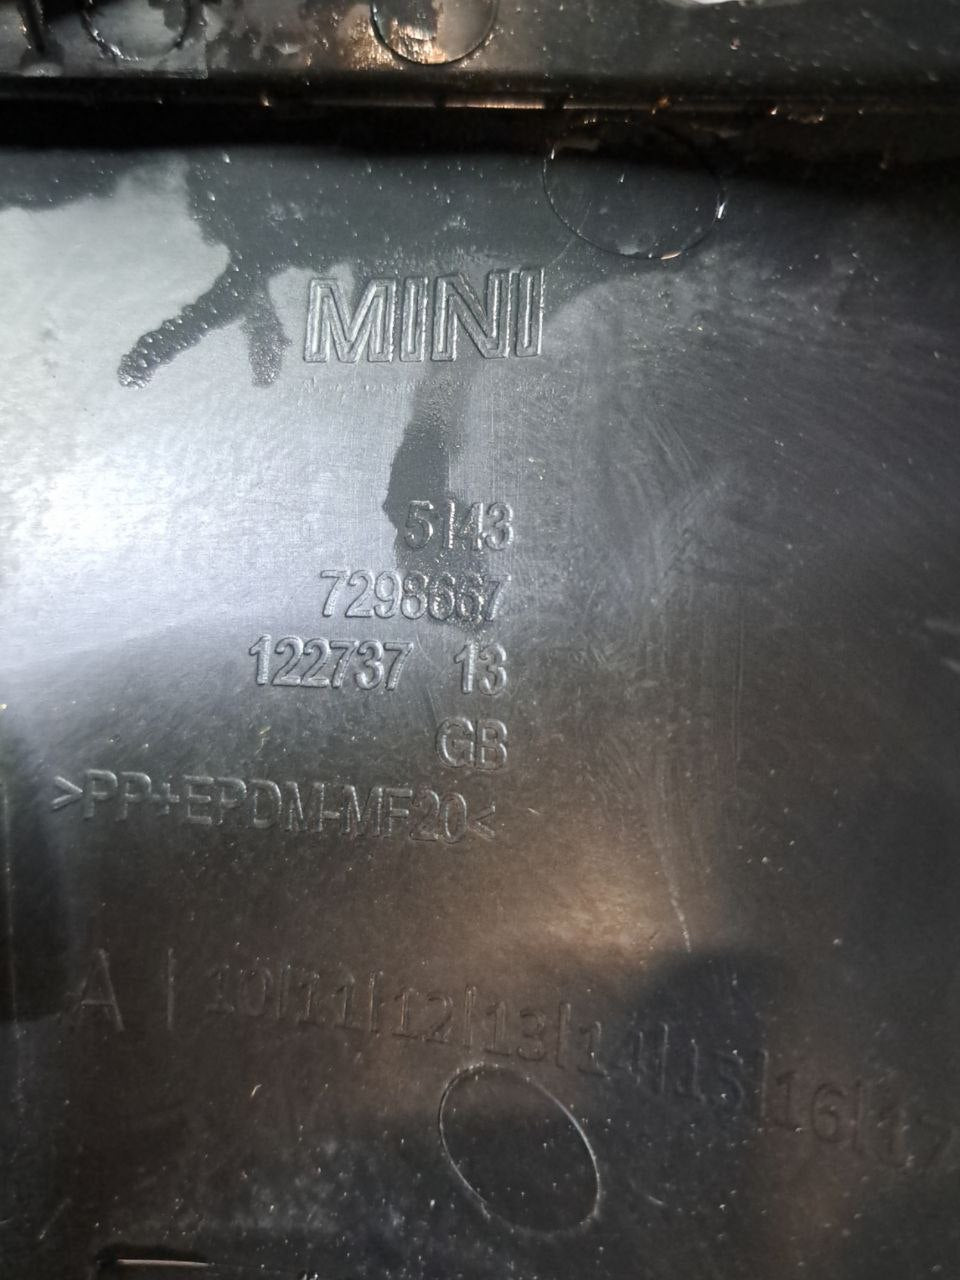 MINI
5143
7298667
122737 13
GB
>PP+EPDM-MF20<
A | 10|11|12|13|14|15|16|17